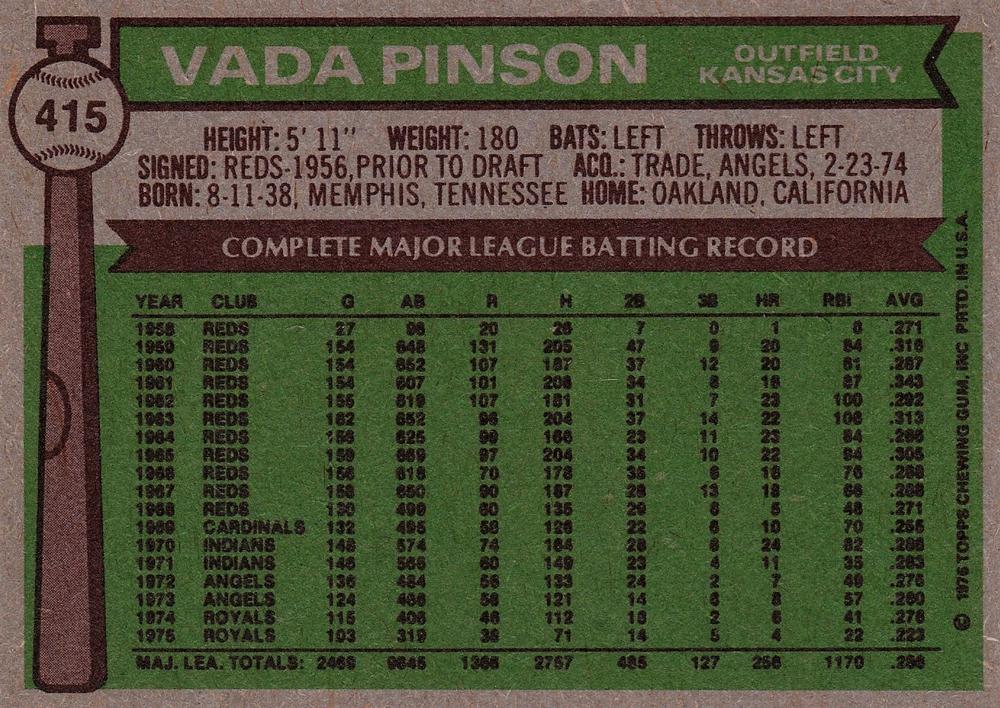 VADA PINSON
OUTFIELD
KANSAS CITY
415
HEIGHT: 5' 11" WEIGHT: 180 BATS: LEFT THROWS: LEFT
SIGNED: REDS-1956, PRIOR TO DRAFT ACQ.: TRADE, ANGELS, 2-23-74
BORN: 8-11-38, MEMPHIS, TENNESSEE HOME: OAKLAND, CALIFORNIA
COMPLETE MAJOR LEAGUE BATTING RECORD
YEAR CLUB G AB R H 2B 3B HR RBI AVG
1958 REDS 27 96 20 26 7 0 1 8 .271
1959 REDS 154 648 131 205 47 9 20 84 .316
1960 REDS 154 652 107 187 37 12 20 61 .287
1961 REDS 154 607 101 208 34 8 16 87 .343
1962 REDS 155 619 107 181 31 7 23 100 .292
1963 REDS 162 652 96 204 37 14 22 106 .313
1964 REDS 156 625 99 166 23 11 23 84 .266
1965 REDS 159 669 97 204 34 10 22 94 .305
1966 REDS 156 618 70 178 35 6 16 76 .288
1967 REDS 158 650 90 187 28 13 18 66 .288
1968 REDS 130 499 60 135 29 6 5 48 .271
1969 CARDINALS 132 495 58 126 22 6 10 70 .255
1970 INDIANS 148 574 74 164 28 6 24 82 .286
1971 INDIANS 146 566 60 149 23 4 11 35 .263
1972 ANGELS 136 484 56 133 24 2 7 49 .275
1973 ANGELS 124 466 56 121 14 6 8 57 .260
1974 ROYALS 115 406 46 112 18 2 6 41 .276
1975 ROYALS 103 319 38 71 14 5 4 22 .223
MAJ. LEA. TOTALS: 2469 9645 1366 2757 485 127 256 1170 .286
© 1976 TOPPS CHEWING GUM, INC PRTD. IN U.S.A.